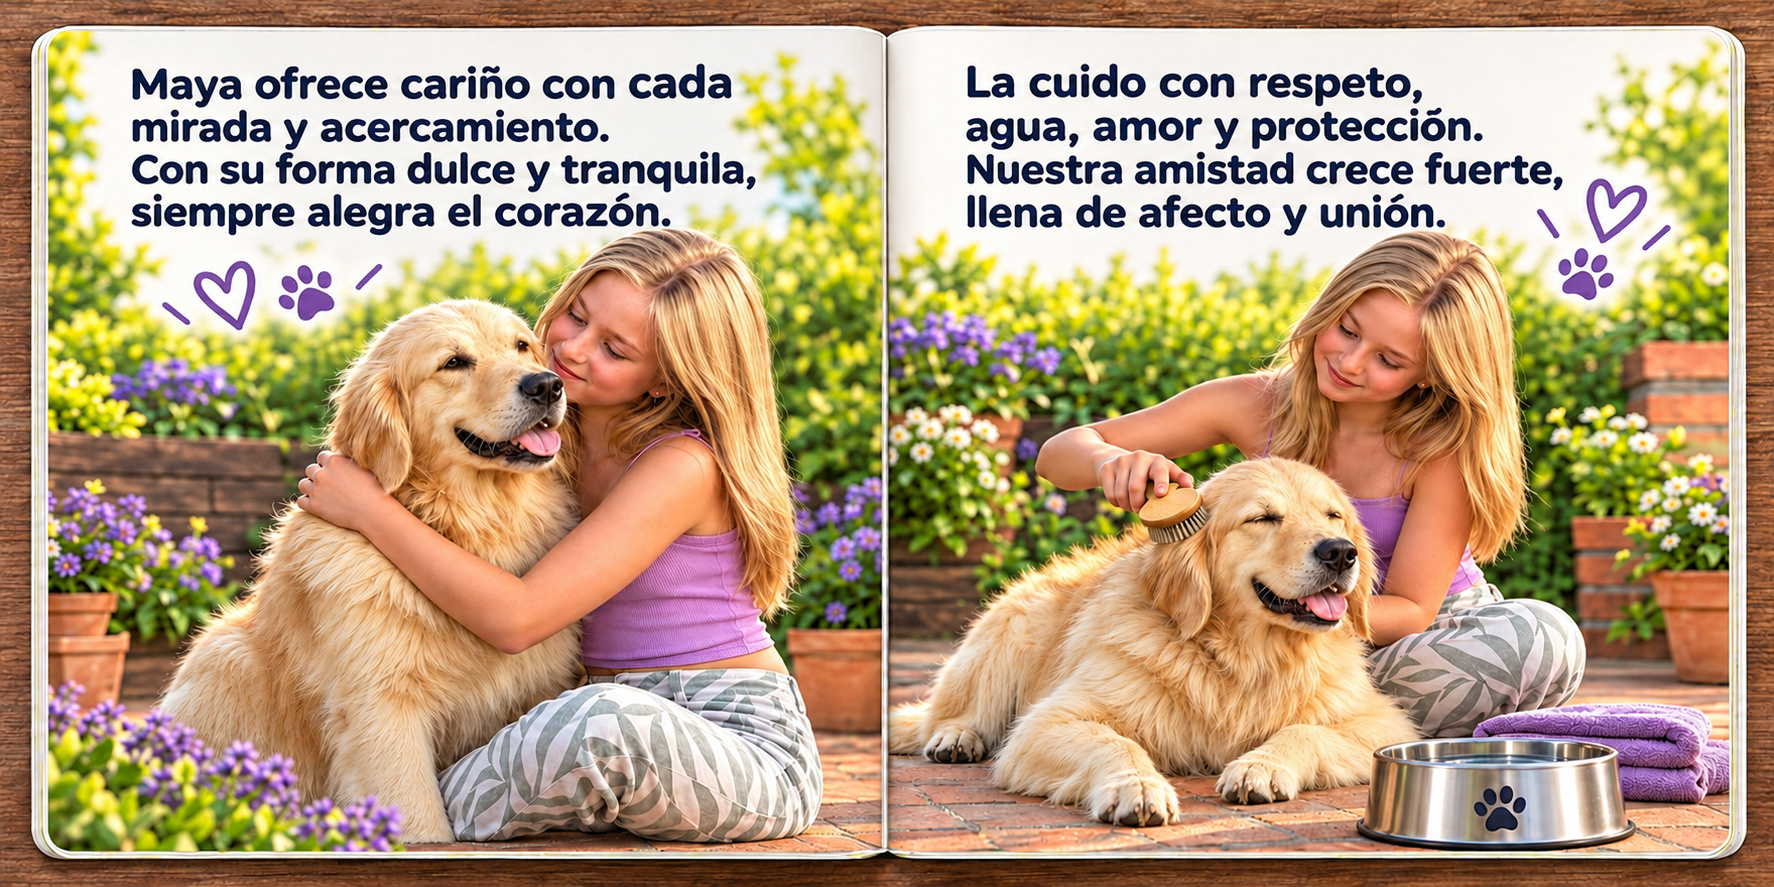 Maya ofrece cariño con cada
mirada y acercamiento.
Con su forma dulce y tranquila,
siempre alegra el corazón.
La cuido con respeto,
agua, amor y protección.
Nuestra amistad crece fuerte,
llena de afecto y unión.